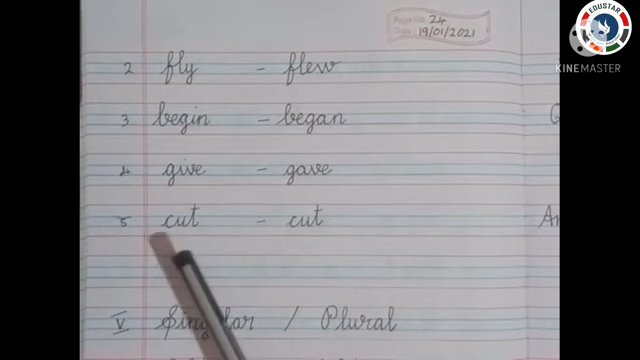 Page No. 24
Date: 19/01/2021
EDUSTAR
KINEMASTER
2 fly - flew
3 begin - began
4 give - gave
5 cut - cut
V Singular / Plural